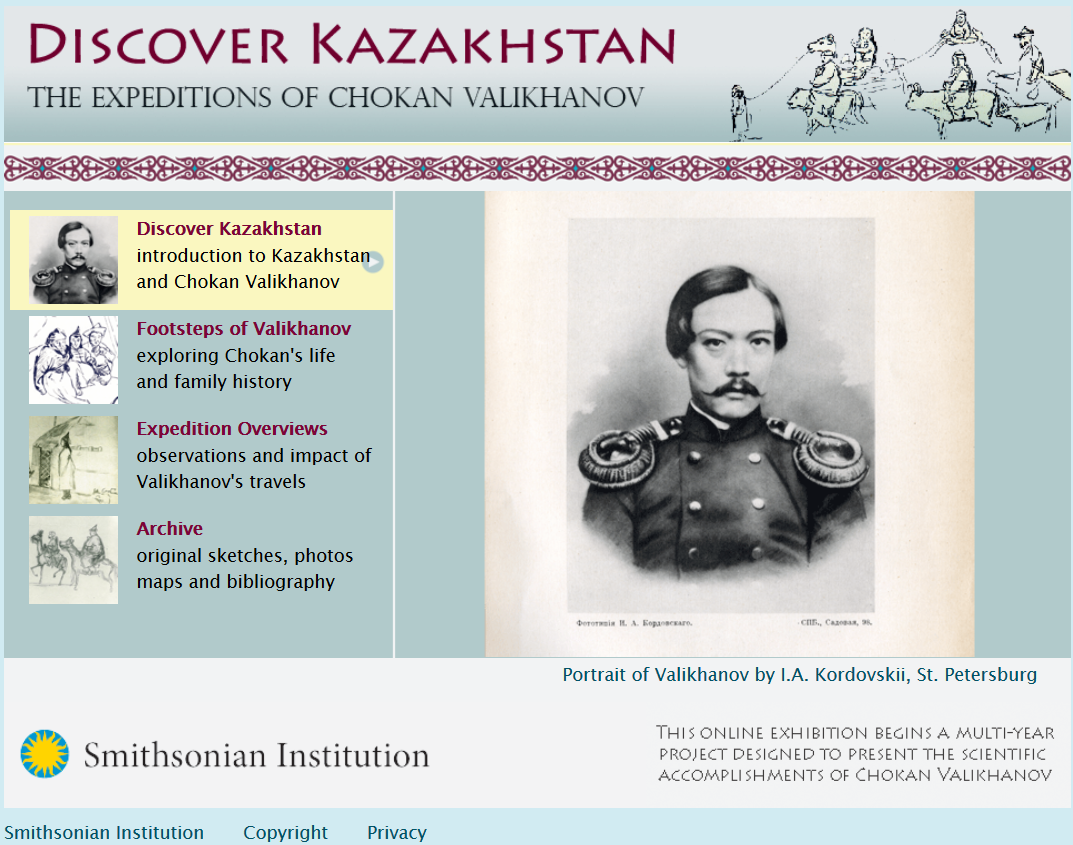 DISCOVER KAZAKHSTAN
THE EXPEDITIONS OF CHOKAN VALIKHANOV
Discover Kazakhstan
introduction to Kazakhstan
and Chokan Valikhanov
Footsteps of Valikhanov
exploring Chokan's life
and family history
Expedition Overviews
observations and impact of
Valikhanov's travels
Archive
original sketches, photos
maps and bibliography
Фототипія И. А. Бордовскаго.
СПБ., Садовая, 36.
Portrait of Valikhanov by I.A. Kordovskii, St. Petersburg
Smithsonian Institution
THIS ONLINE EXHIBITION BEGINS A MULTI-YEAR
PROJECT DESIGNED TO PRESENT THE SCIENTIFIC
ACCOMPLISHMENTS OF CHOKAN VALIKHANOV
Smithsonian Institution Copyright Privacy